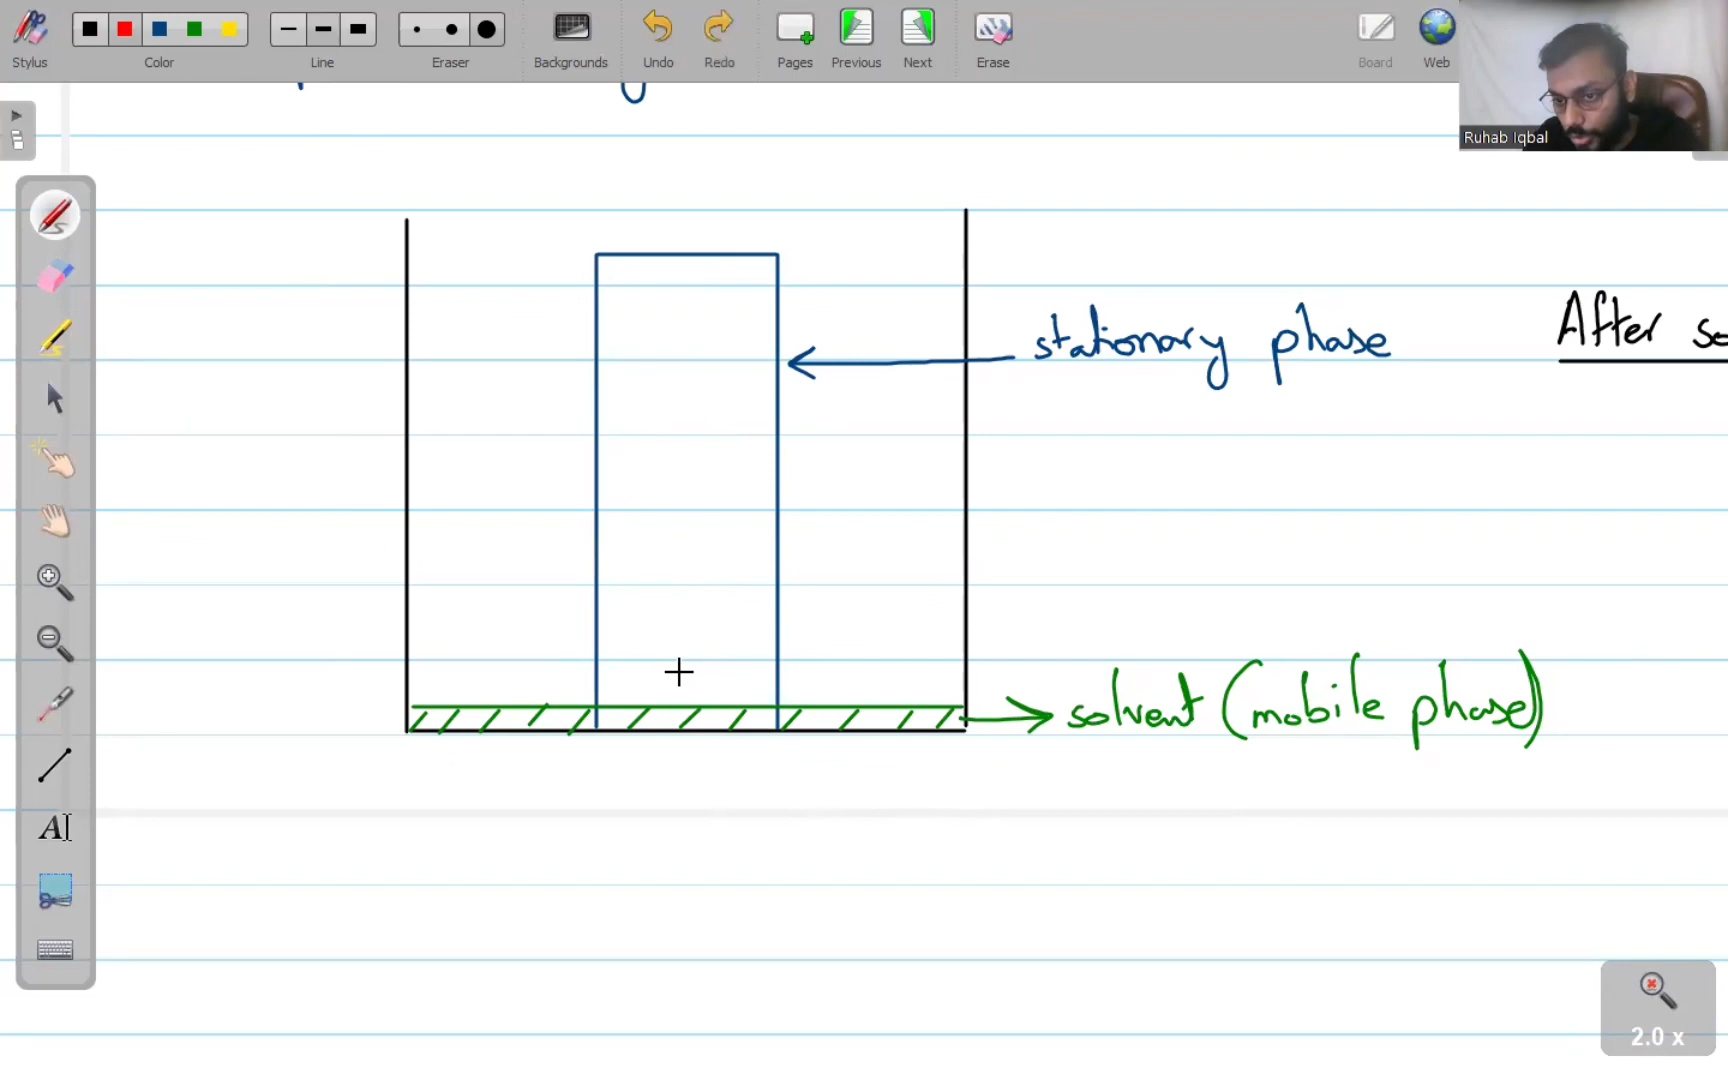 Stylus
Color
Line
Eraser
Backgrounds
Undo
Redo
Pages
Previous
Next
Erase
Board
Web
Ruhab Iqbal
stationary phase
After
solvent (mobile phase)
A
2.0 x